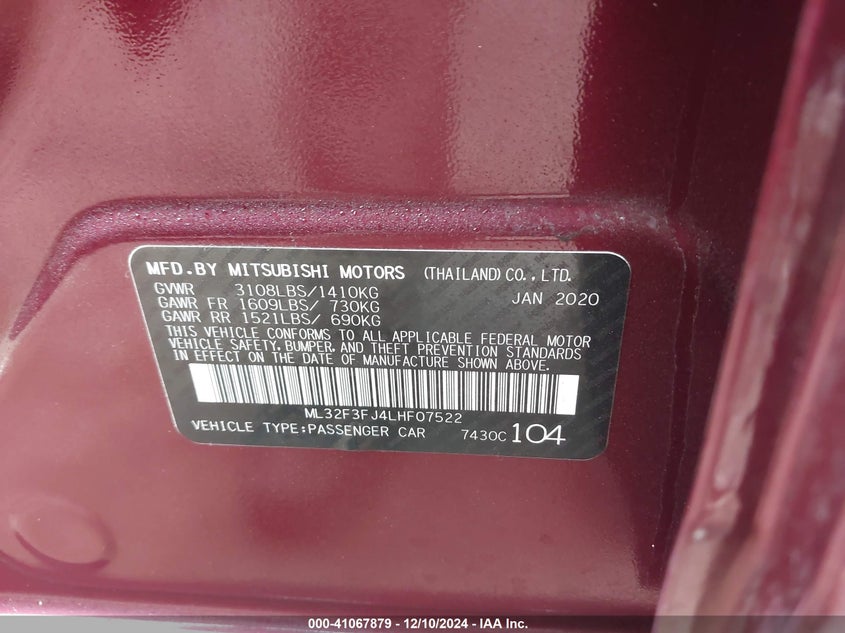 MFD.BY MITSUBISHI MOTORS (THAILAND)CO.,LTD.
GVWR 3108LBS/1410KG JAN 2020
GAWR FR 1609LBS/ 730KG
GAWR RR 1521LBS/ 690KG
THIS VEHICLE CONFORMS TO ALL APPLICABLE FEDERAL MOTOR
VEHICLE SAFETY, BUMPER, AND THEFT PREVENTION STANDARDS
IN EFFECT ON THE DATE OF MANUFACTURE SHOWN ABOVE.
ML32F3FJ4LHF07522
VEHICLE TYPE:PASSENGER CAR 7430C 104
000-41067879 - 12/10/2024 - IAA Inc.